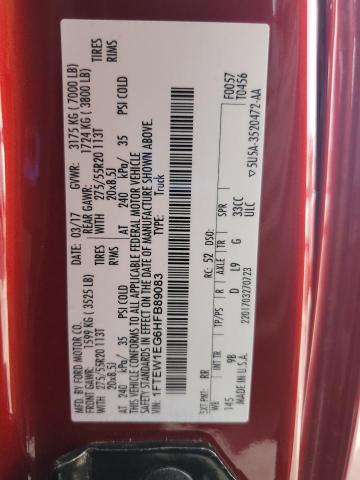 MFD. BY FORD MOTOR CO.
DATE: 03/17 GVWR: 3175 KG (7000 LB)
FRONT GAWR: 1599 KG (3525 LB) REAR GAWR: 1724 KG (3800 LB)
WITH 275/55R20 113T TIRES WITH 275/55R20 113T TIRES
20x8.5J RIMS 20x8.5J RIMS
AT 240 kPa/ 35 PSI COLD AT 240 kPa/ 35 PSI COLD
THIS VEHICLE CONFORMS TO ALL APPLICABLE FEDERAL MOTOR VEHICLE
SAFETY STANDARDS IN EFFECT ON THE DATE OF MANUFACTURE SHOWN ABOVE.
VIN: 1FTEW1EG6HFB89083
TYPE: Truck
F0057
T0456
EXT PNT: RR RC: 52 DSO:
WB INT TR TP/PS R AXLE TR SPR
145 9B D L9 G 33CC
ULC
MADE IN U.S.A. 2201703270723
▽5U5A-3520472-AA